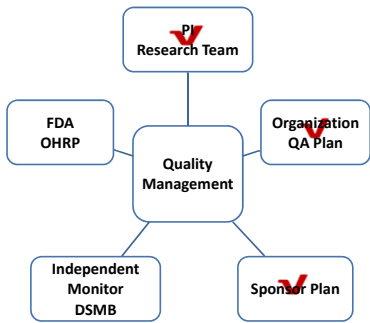 PI
Research Team
FDA
OHRP
Organization
QA Plan
Quality
Management
Independent
Monitor
DSMB
Sponsor Plan